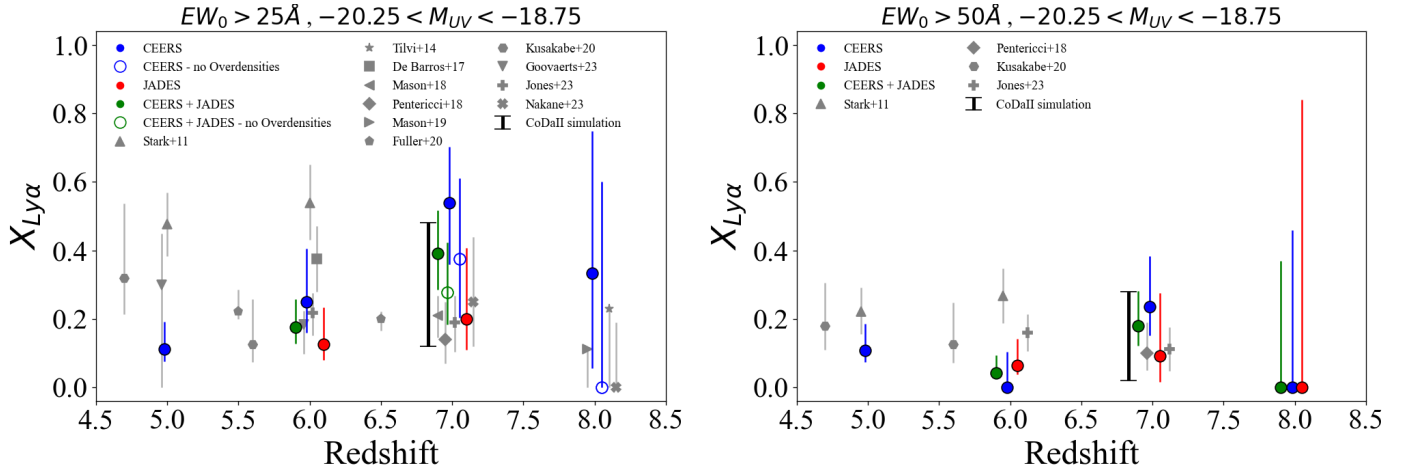 EW₀ > 25Å , −20.25 < M_UV < −18.75
X_Lyα
1.0
0.8
0.6
0.4
0.2
0.0
CEERS
CEERS - no Overdensities
JADES
CEERS + JADES
CEERS + JADES - no Overdensities
Stark+11
Tilvi+14
De Barros+17
Mason+18
Pentericci+18
Mason+19
Fuller+20
Kusakabe+20
Goovaerts+23
Jones+23
Nakane+23
CoDaII simulation
4.5 5.0 5.5 6.0 6.5 7.0 7.5 8.0 8.5
Redshift
EW₀ > 50Å , −20.25 < M_UV < −18.75
X_Lyα
1.0
0.8
0.6
0.4
0.2
0.0
CEERS
JADES
CEERS + JADES
Stark+11
Pentericci+18
Kusakabe+20
Jones+23
CoDaII simulation
4.5 5.0 5.5 6.0 6.5 7.0 7.5 8.0 8.5
Redshift